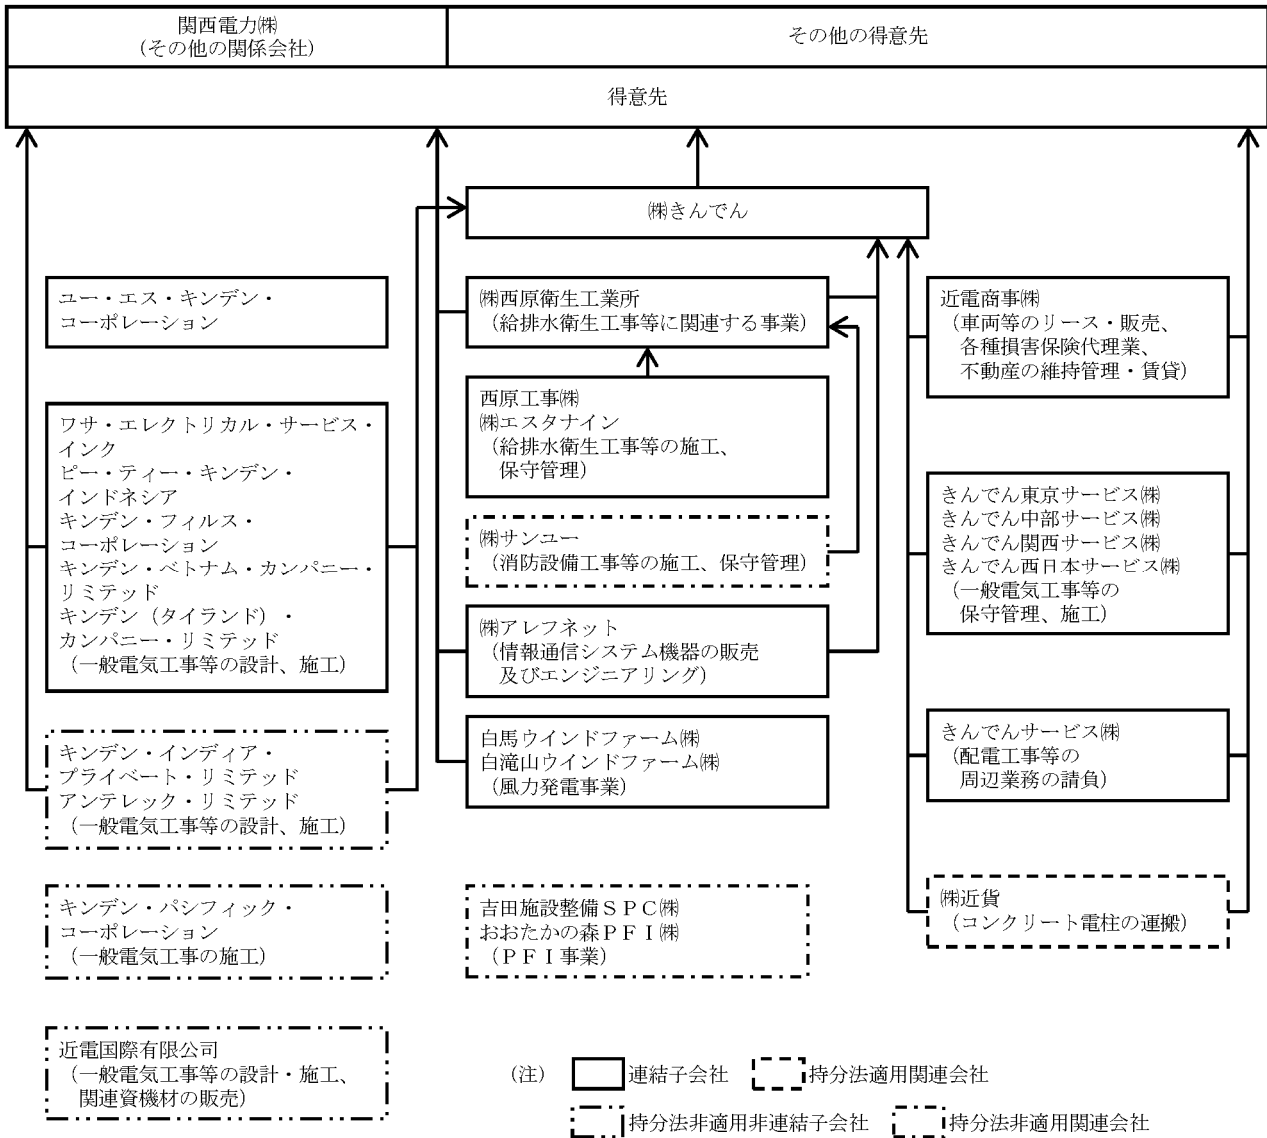 関西電力㈱
（その他の関係会社）
その他の得意先
得意先
㈱きんでん
ユー・エス・キンデン・
コーポレーション
ワサ・エレクトリカル・サービス・
インク
ピー・ティー・キンデン・
インドネシア
キンデン・フィルス・
コーポレーション
キンデン・ベトナム・カンパニー・
リミテッド
キンデン（タイランド）・
カンパニー・リミテッド
（一般電気工事等の設計、施工）
キンデン・インディア・
プライベート・リミテッド
アンテレック・リミテッド
（一般電気工事等の設計、施工）
キンデン・パシフィック・
コーポレーション
（一般電気工事の施工）
近電国際有限公司
（一般電気工事等の設計・施工、
関連資機材の販売）
㈱西原衛生工業所
（給排水衛生工事等に関連する事業）
西原工事㈱
㈱エスタナイン
（給排水衛生工事等の施工、
保守管理）
㈱サンユー
（消防設備工事等の施工、保守管理）
㈱アレフネット
（情報通信システム機器の販売
及びエンジニアリング）
白馬ウインドファーム㈱
白滝山ウインドファーム㈱
（風力発電事業）
吉田施設整備ＳＰＣ㈱
おおたかの森ＰＦＩ㈱
（ＰＦＩ事業）
近電商事㈱
（車両等のリース・販売、
各種損害保険代理業、
不動産の維持管理・賃貸）
きんでん東京サービス㈱
きんでん中部サービス㈱
きんでん関西サービス㈱
きんでん西日本サービス㈱
（一般電気工事等の
保守管理、施工）
きんでんサービス㈱
（配電工事等の
周辺業務の請負）
㈱近貨
（コンクリート電柱の運搬）
（注） 連結子会社 持分法適用関連会社
持分法非適用非連結子会社 持分法非適用関連会社